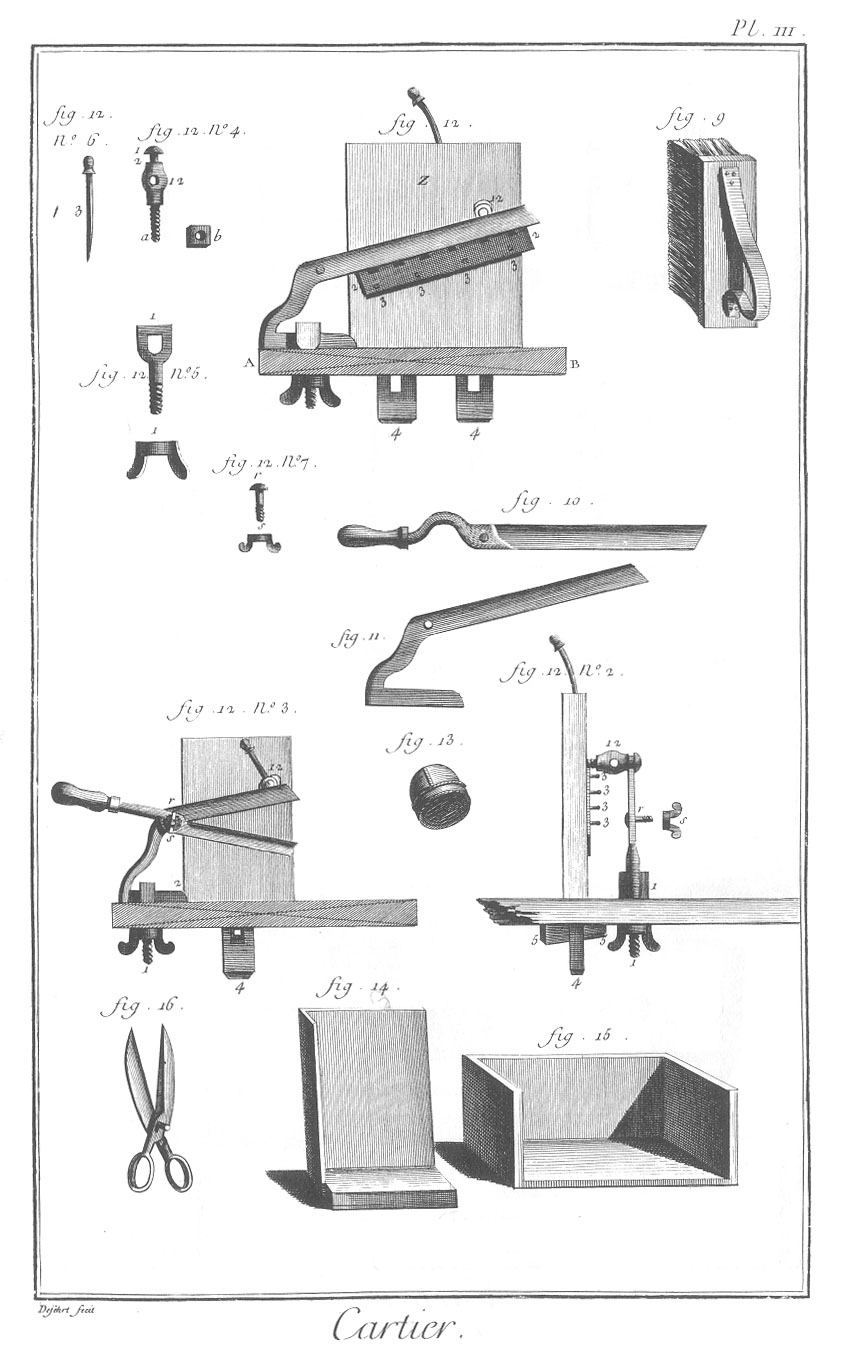 Pl. III.
fig. 12.
N.º 6.
fig. 12. N.º 4.
fig. 12.
fig. 9
1
2
12
1 3
a
b
Z
12
2
2
3
3
3
3
A
B
4
4
1
fig. 12. N.º 5.
1
fig. 12. N.º 7.
r
s
fig. 10.
fig. 11.
fig. 12. N.º 2.
12
3
3
3
3
r
s
1
5
5
4
1
fig. 12. N.º 3.
12
r
s
2
1
4
fig. 13.
fig. 16.
fig. 14.
fig. 15.
Defehrt fecit
Cartier.